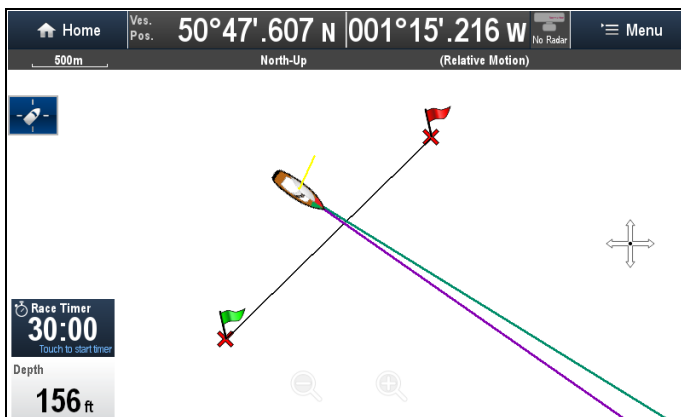 Home
Ves. Pos.
50°47'.607 N
001°15'.216 W
No Radar
Menu
500m
North-Up
(Relative Motion)
Race Timer
30:00
Touch to start timer
Depth
156 ft